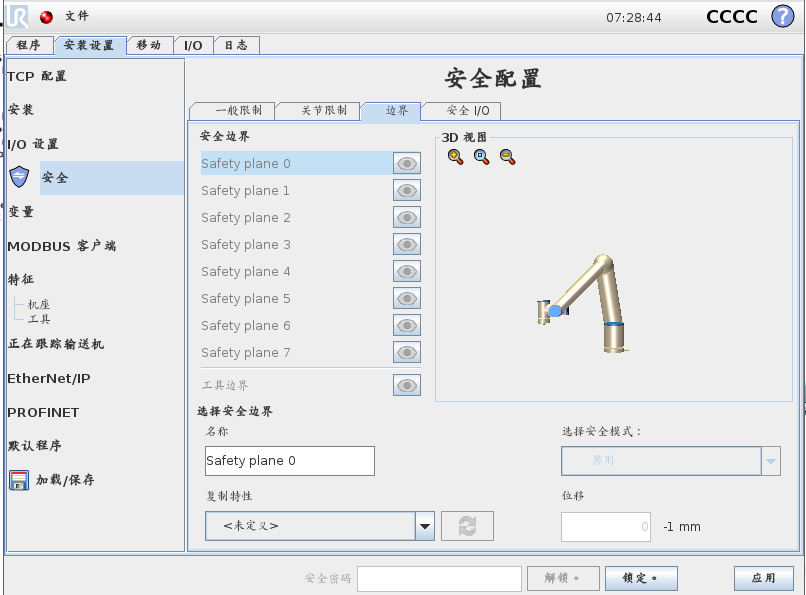 UR 文件 07:28:44 CCCC ?
程序 安装设置 移动 I/O 日志
TCP 配置
安装
I/O 设置
安全
变量
MODBUS 客户端
特征
机座
工具
正在跟踪输送机
EtherNet/IP
PROFINET
默认程序
加载/保存
安全配置
一般限制 关节限制 边界 安全 I/O
安全边界
Safety plane 0
Safety plane 1
Safety plane 2
Safety plane 3
Safety plane 4
Safety plane 5
Safety plane 6
Safety plane 7
工具边界
3D 视图
选择安全边界
名称
Safety plane 0
复制特性
<未定义>
选择安全模式：
禁用
位移
0 -1 mm
安全密码 解锁。 锁定。 应用